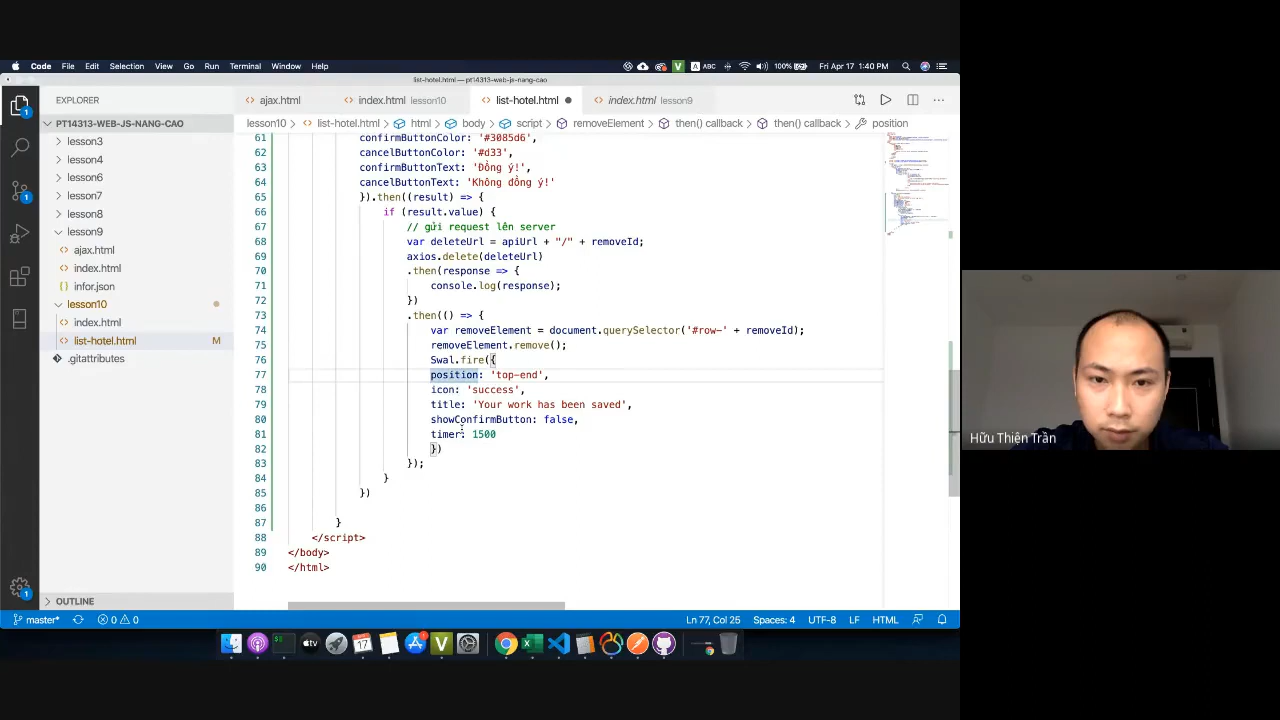 Code File Edit Selection View Go Run Terminal Window Help
V A ABC 100% Fri Apr 17 1:40 PM
list-hotel.html — pt14313-web-js-nang-cao
EXPLORER
ajax.html index.html lesson10 list-hotel.html index.html lesson9
PT14313-WEB-JS-NANG-CAO
lesson10 > list-hotel.html > html > body > script > removeElement > then() callback > then() callback > position
lesson3
lesson4
lesson6
lesson7
lesson8
lesson9
ajax.html
index.html
infor.json
lesson10
index.html
list-hotel.html M
.gitattributes
OUTLINE
61 confirmButtonColor: '#3085d6',
62 cancelButtonColor: '#d33',
63 confirmButtonText: 'Đồng ý!',
64 cancelButtonText: 'Không đồng ý!'
65 }).then((result) => {
66 if (result.value) {
67 // gửi request lên server
68 var deleteUrl = apiUrl + "/" + removeId;
69 axios.delete(deleteUrl)
70 .then(response => {
71 console.log(response);
72 })
73 .then(() => {
74 var removeElement = document.querySelector('#row-' + removeId);
75 removeElement.remove();
76 Swal.fire({
77 position: 'top-end',
78 icon: 'success',
79 title: 'Your work has been saved',
80 showConfirmButton: false,
81 timer: 1500
82 })
83 });
84 }
85 })
86
87 }
88 </script>
89 </body>
90 </html>
Hữu Thiện Trần
master* 0 0 Ln 77, Col 25 Spaces: 4 UTF-8 LF HTML
tv 17 V